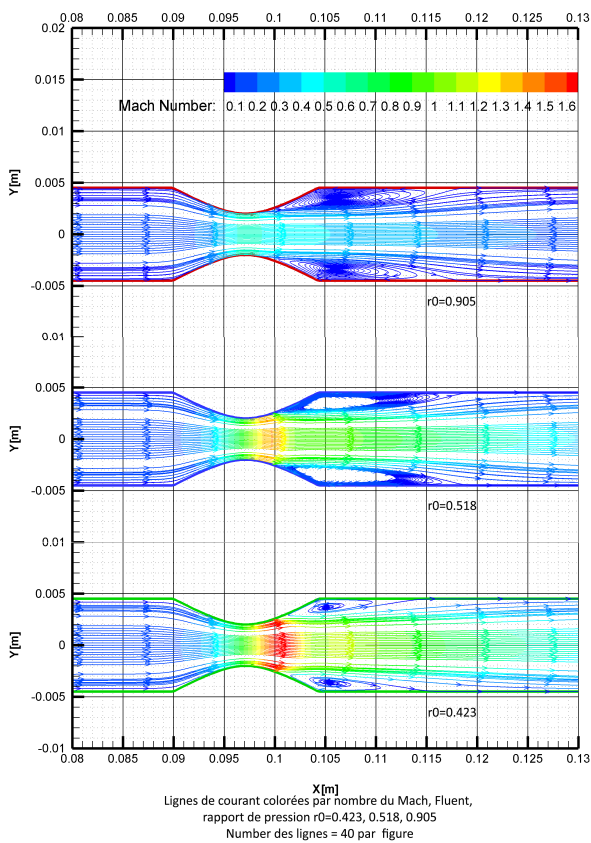 0.08 0.085 0.09 0.095 0.1 0.105 0.11 0.115 0.12 0.125 0.13
0.02
0.015
Mach Number: 0.1 0.2 0.3 0.4 0.5 0.6 0.7 0.8 0.9 1 1.1 1.2 1.3 1.4 1.5 1.6
0.01
0.005
Y[m]
0
-0.005
r0=0.905
0.01
0.005
Y[m]
0
-0.005
r0=0.518
0.01
0.005
Y[m]
0
-0.005
r0=0.423
-0.01
0.08 0.085 0.09 0.095 0.1 0.105 0.11 0.115 0.12 0.125 0.13
X[m]
Lignes de courant colorées par nombre du Mach, Fluent,
rapport de pression r0=0.423, 0.518, 0.905
Number des lignes = 40 par figure